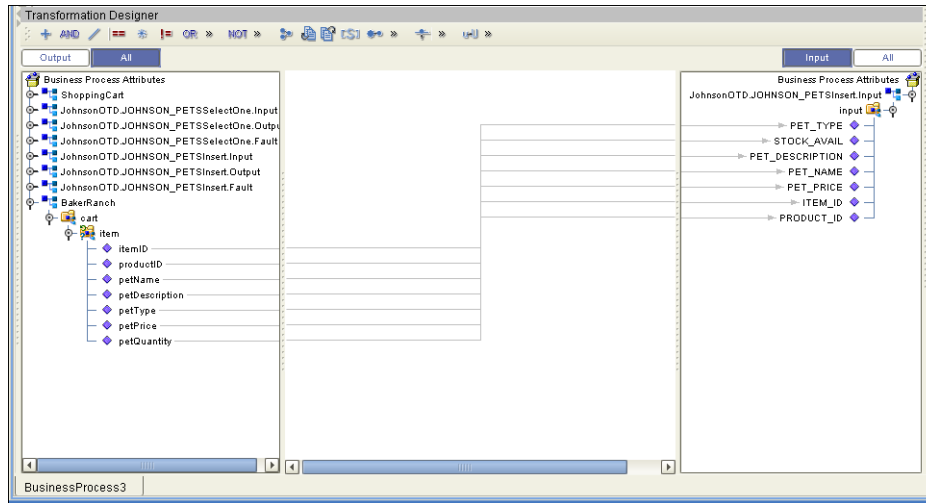 Transformation Designer
AND == != OR » NOT » » » »
Output All Input All
Business Process Attributes
ShoppingCart
JohnsonOTD.JOHNSON_PETSSelectOne.Input
JohnsonOTD.JOHNSON_PETSSelectOne.Outpu
JohnsonOTD.JOHNSON_PETSSelectOne.Fault
JohnsonOTD.JOHNSON_PETSInsert.Input
JohnsonOTD.JOHNSON_PETSInsert.Output
JohnsonOTD.JOHNSON_PETSInsert.Fault
BakerRanch
cart
item
itemID
productID
petName
petDescription
petType
petPrice
petQuantity
Business Process Attributes
JohnsonOTD.JOHNSON_PETSInsert.Input
input
PET_TYPE
STOCK_AVAIL
PET_DESCRIPTION
PET_NAME
PET_PRICE
ITEM_ID
PRODUCT_ID
BusinessProcess3